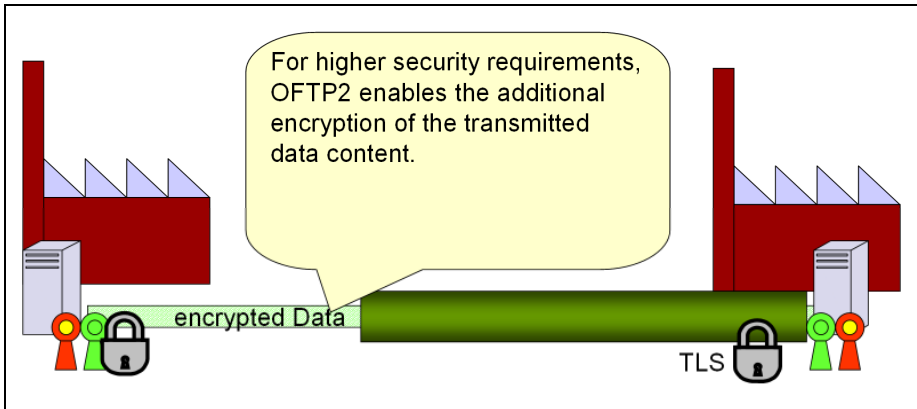 For higher security requirements,
OFTP2 enables the additional
encryption of the transmitted
data content.
encrypted Data
TLS